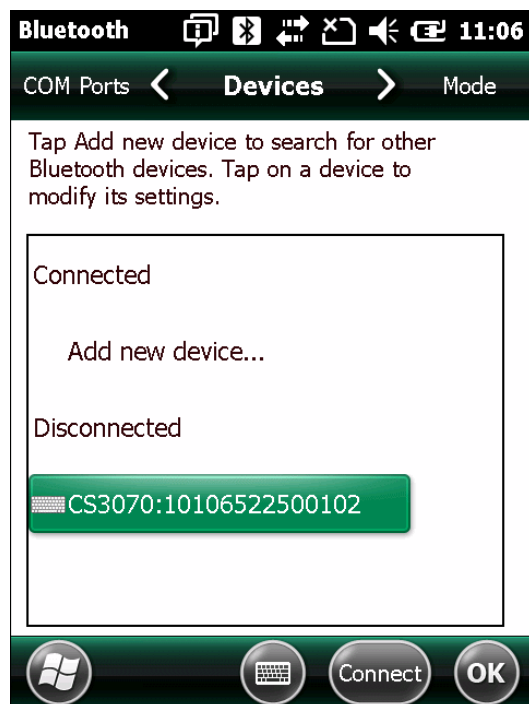 Bluetooth 11:06
COM Ports Devices Mode
Tap Add new device to search for other
Bluetooth devices. Tap on a device to
modify its settings.
Connected
Add new device...
Disconnected
CS3070:10106522500102
Connect OK